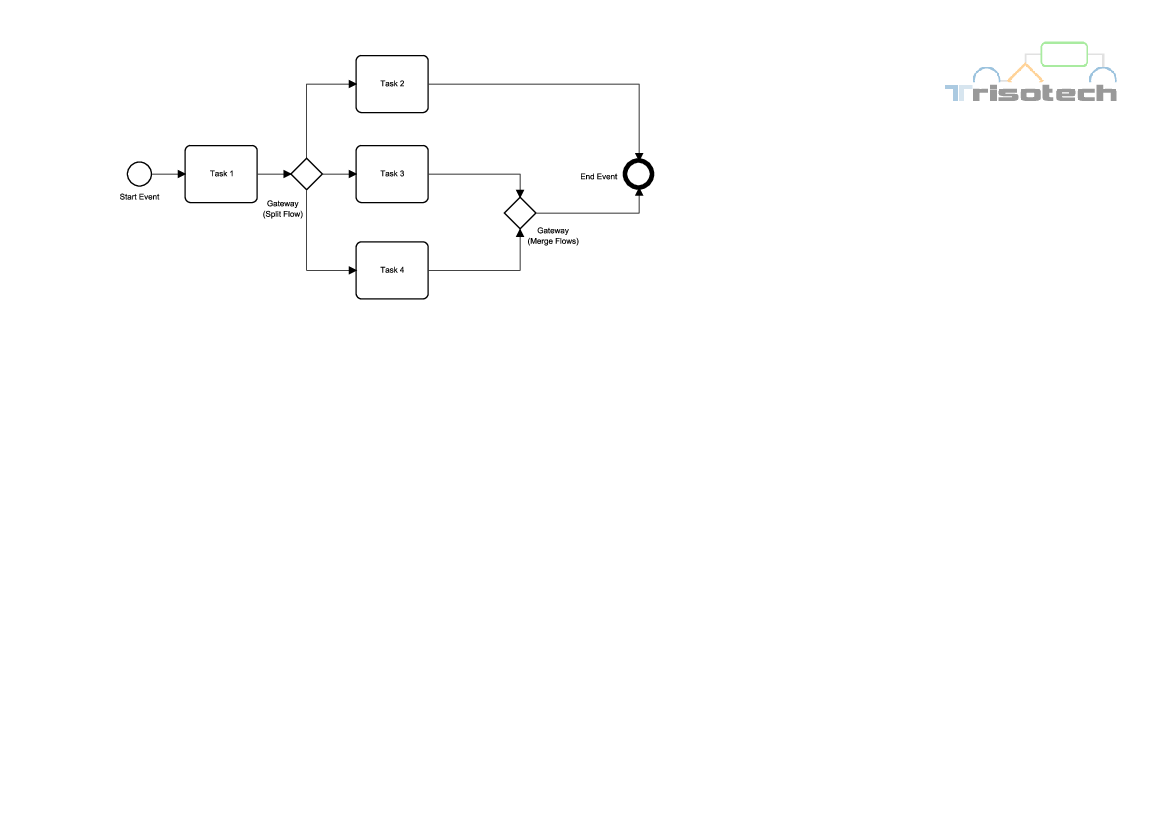 Task 2
Trisotech
Task 1
Task 3
Start Event
End Event
Gateway
(Split Flow)
Gateway
(Merge Flows)
Task 4